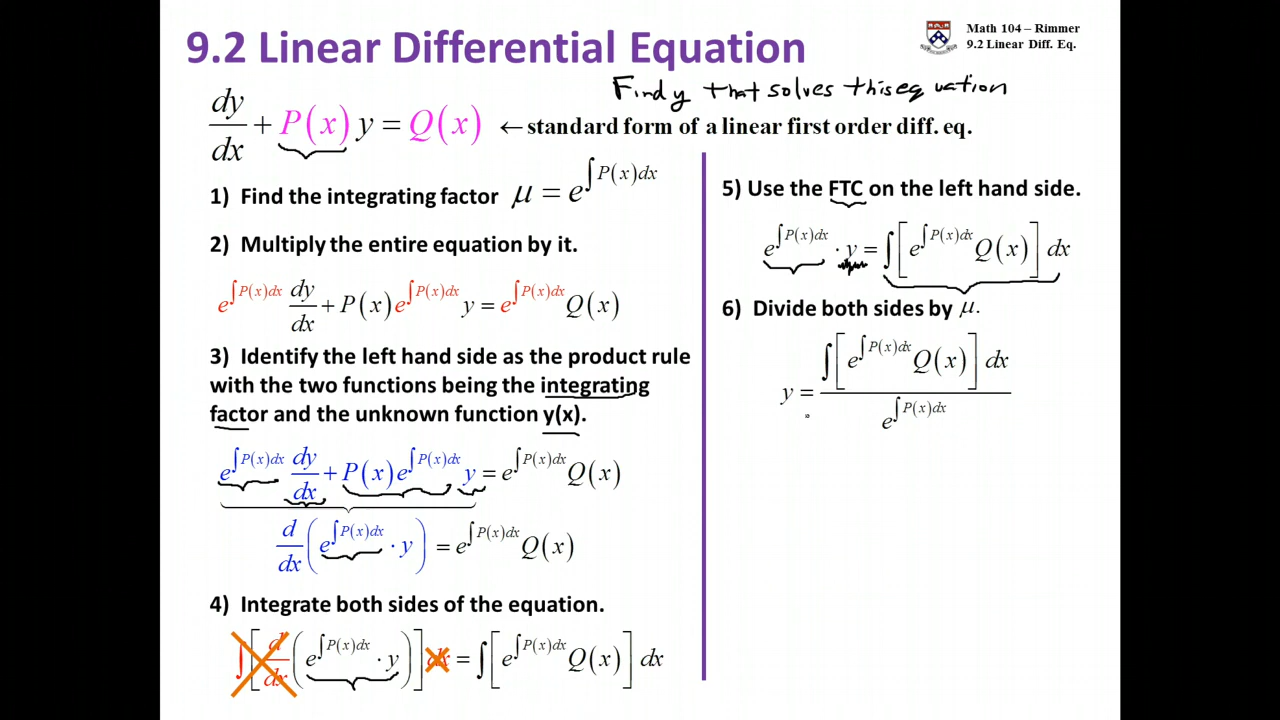 9.2 Linear Differential Equation
Math 104 – Rimmer
9.2 Linear Diff. Eq.
Find y that solves this equation
dy/dx + P(x) y = Q(x) ← standard form of a linear first order diff. eq.
1) Find the integrating factor μ = e^{∫P(x)dx}
2) Multiply the entire equation by it.
e^{∫P(x)dx} dy/dx + P(x) e^{∫P(x)dx} y = e^{∫P(x)dx} Q(x)
3) Identify the left hand side as the product rule
with the two functions being the integrating
factor and the unknown function y(x).
e^{∫P(x)dx} dy/dx + P(x) e^{∫P(x)dx} y = e^{∫P(x)dx} Q(x)
d/dx (e^{∫P(x)dx} · y) = e^{∫P(x)dx} Q(x)
4) Integrate both sides of the equation.
∫[d/dx (e^{∫P(x)dx} · y)] dx = ∫[e^{∫P(x)dx} Q(x)] dx
5) Use the FTC on the left hand side.
e^{∫P(x)dx} · y = ∫[e^{∫P(x)dx} Q(x)] dx
6) Divide both sides by μ.
y = ∫[e^{∫P(x)dx} Q(x)] dx / e^{∫P(x)dx}